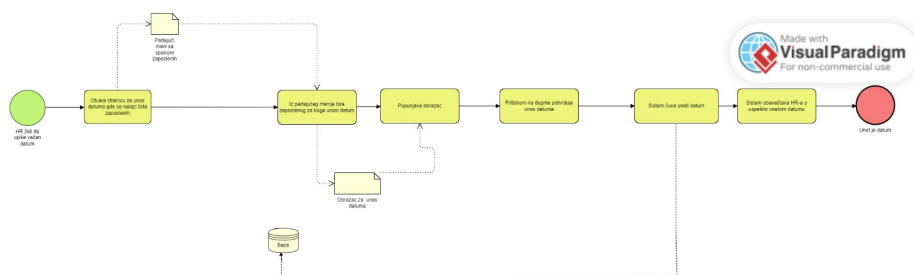 Made with
VisualParadigm
For non-commercial use
Padajući
meni sa
spiskom
zaposlenih
HR želi da
upiše važan
datum
Otvara stranicu za unos
datuma gde se nalazi lista
zaposlenih
Iz padajućeg menija bira
zaposlenog za koga unosi datum
Popunjava obrazac
Pritiskom na dugme potvrđuje
unos datuma
Sistem čuva uneti datum
Sistem obaveštava HR-a o
uspešno unetom datumu
Unet je datum
Obrazac za unos
datuma
Baza